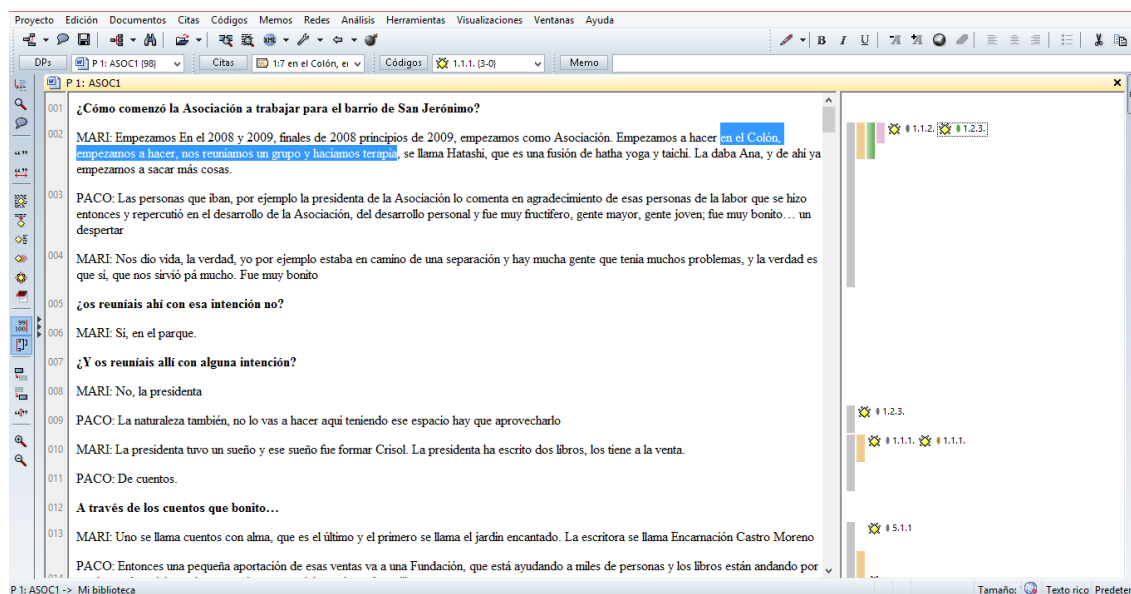 Proyecto Edición Documentos Citas Códigos Memos Redes Análisis Herramientas Visualizaciones Ventanas Ayuda
B I U
DPs P 1: ASOC1 (98) Citas 1:7 en el Colón, e Códigos 1.1.1. (3-0) Memo
P 1: ASOC1
001 ¿Cómo comenzó la Asociación a trabajar para el barrio de San Jerónimo?
002 MARI: Empezamos En el 2008 y 2009, finales de 2008 principios de 2009, empezamos como Asociación. Empezamos a hacer en el Colón, 1.1.2. 1.2.3.
empezamos a hacer, nos reuniamos un grupo y haciamos terapia, se llama Hatashi, que es una fusión de hatha yoga y taichi. La daba Ana, y de ahi ya
empezamos a sacar más cosas.
003 PACO: Las personas que iban, por ejemplo la presidenta de la Asociación lo comenta en agradecimiento de esas personas de la labor que se hizo
entonces y repercutió en el desarrollo de la Asociación, del desarrollo personal y fue muy fructifero, gente mayor, gente joven; fue muy bonito… un
despertar
004 MARI: Nos dio vida, la verdad, yo por ejemplo estaba en camino de una separación y hay mucha gente que tenia muchos problemas, y la verdad es
que si, que nos sirvió pá mucho. Fue muy bonito
005 ¿os reuníais ahí con esa intención no?
006 MARI: Si, en el parque.
007 ¿Y os reuníais allí con alguna intención?
008 MARI: No, la presidenta
009 PACO: La naturaleza también, no lo vas a hacer aquí teniendo ese espacio hay que aprovecharlo 1.2.3.
010 MARI: La presidenta tuvo un sueño y ese sueño fue formar Crisol. La presidenta ha escrito dos libros, los tiene a la venta. 1.1.1. 1.1.1.
011 PACO: De cuentos.
012 A través de los cuentos que bonito…
013 MARI: Uno se llama cuentos con alma, que es el último y el primero se llama el jardin encantado. La escritora se llama Encarnación Castro Moreno 5.1.1
PACO: Entonces una pequeña aportación de esas ventas va a una Fundación, que está ayudando a miles de personas y los libros están andando por
P 1: ASOC1 -> Mi biblioteca Tamaño: Texto rico Predeter